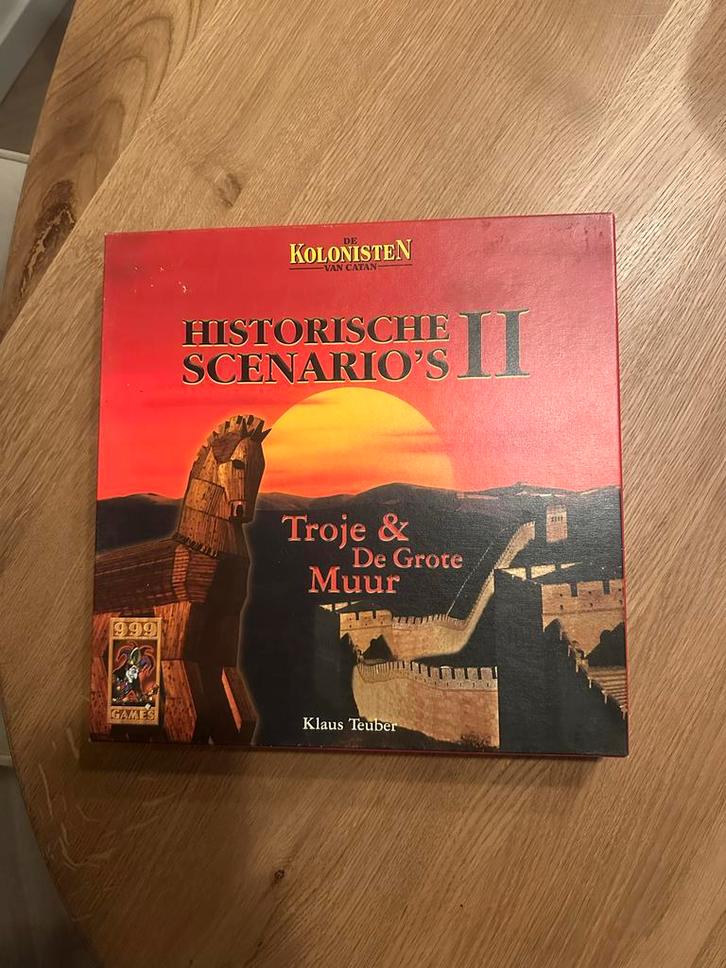 DE
KOLONISTEN
VAN CATAN
HISTORISCHE
SCENARIO'S II
Troje &
De Grote
Muur
999
GAMES
Klaus Teuber